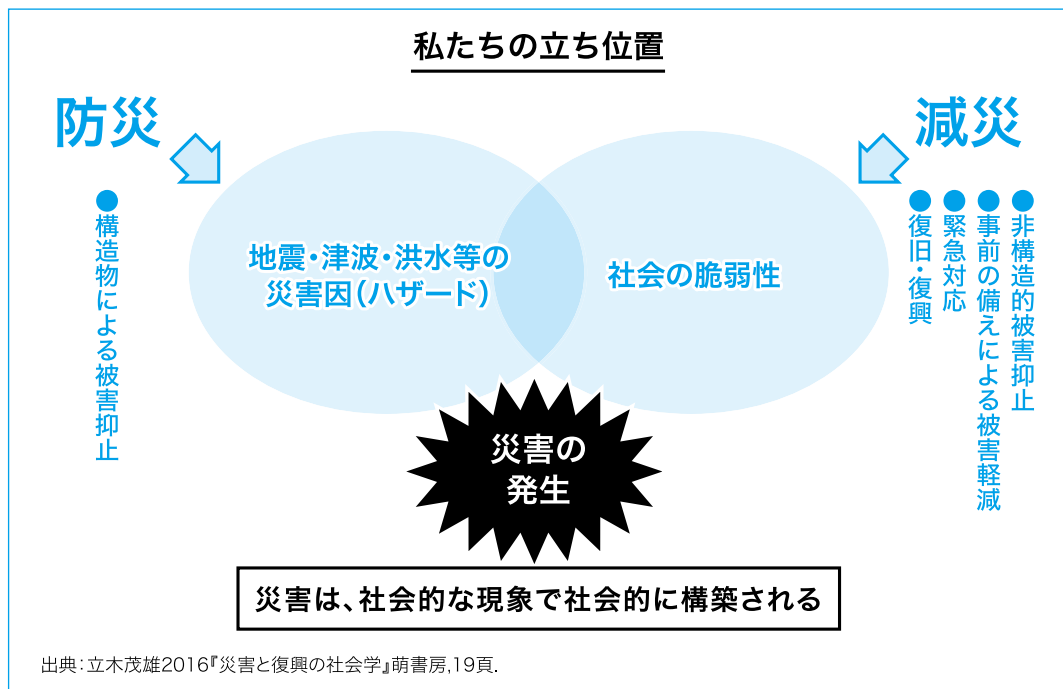 私たちの立ち位置
防災
●構造物による被害抑止
地震・津波・洪水等の
災害因(ハザード)
社会の脆弱性
減災
●非構造的被害抑止
●事前の備えによる被害軽減
●緊急対応
●復旧・復興
災害の
発生
災害は、社会的な現象で社会的に構築される
出典:立木茂雄2016『災害と復興の社会学』萌書房,19頁.